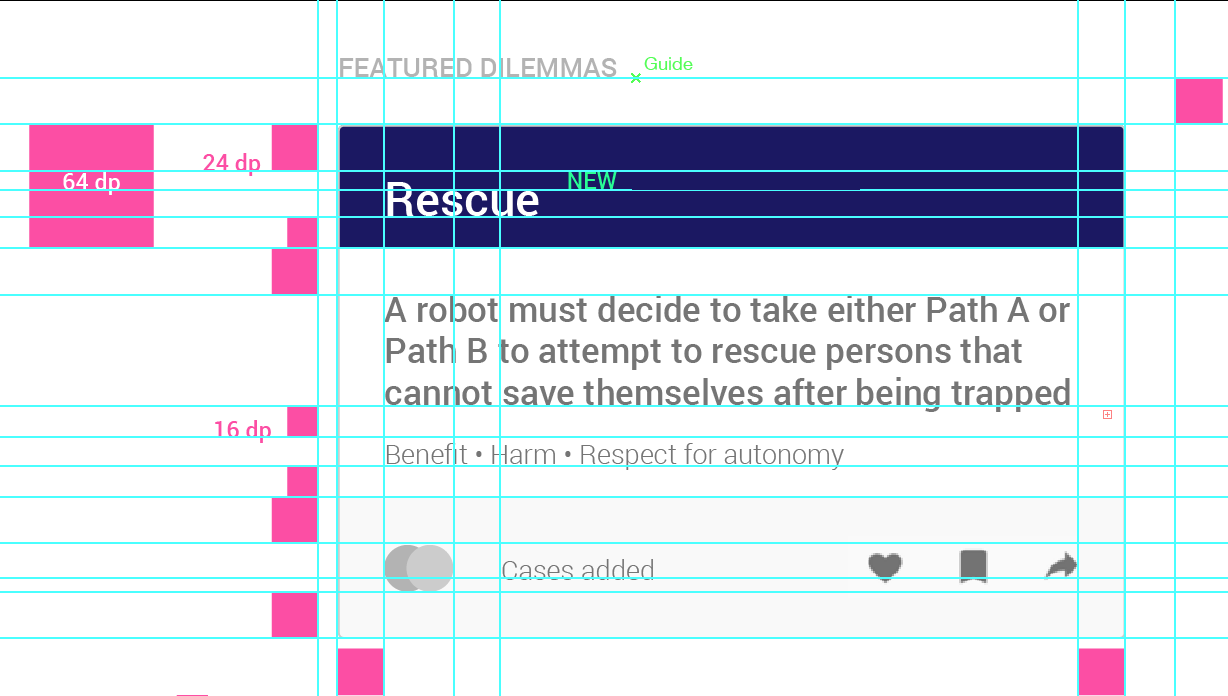 FEATURED DILEMMAS
Guide
24 dp
64 dp
NEW
Rescue
A robot must decide to take either Path A or
Path B to attempt to rescue persons that
cannot save themselves after being trapped
16 dp
Benefit • Harm • Respect for autonomy
Cases added